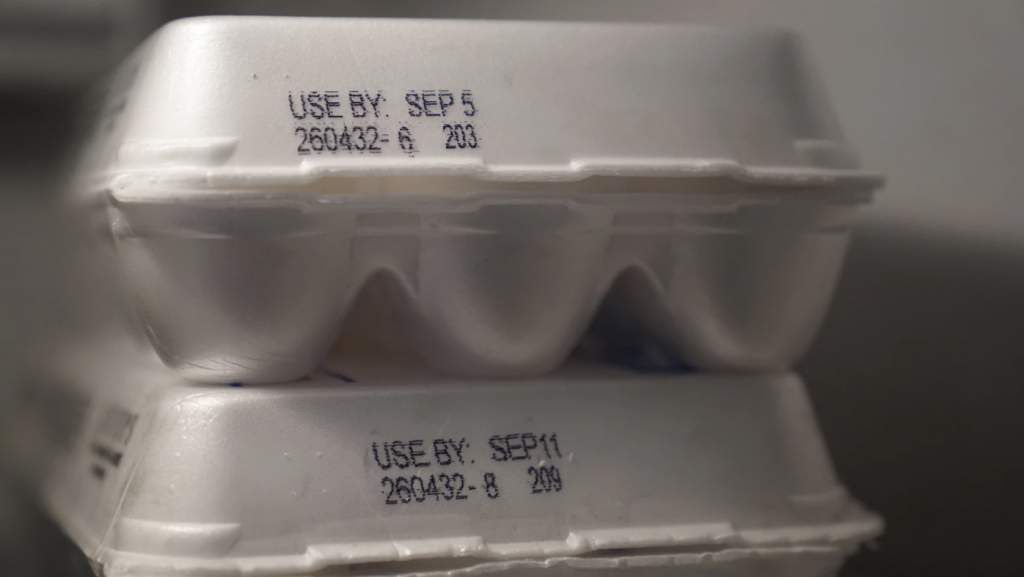 USE BY: SEP 5
260432- 6 203
USE BY: SEP11
260432- 8 209